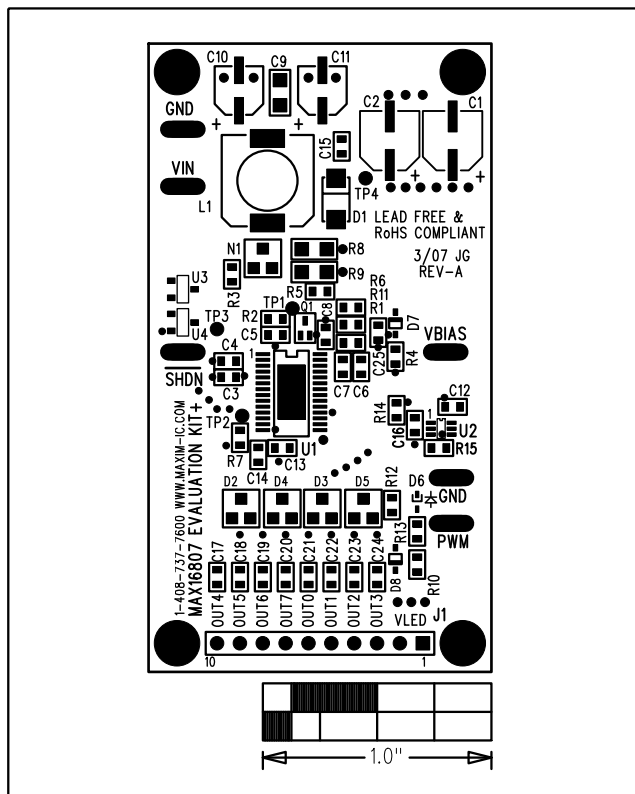 C10
C9
C11
C2
C1
GND
+
+
C15
VIN
+
+
TP4
L1
D1
LEAD FREE &
RoHS COMPLIANT
N1
R8
3/07 JG
REV-A
R9
U3
R3
R5
R6
R11
R1
TP1
Q1
C8
D7
TP3
R2
VBIAS
U4
C5
1
C25
R4
C4
SHDN
C3
C7
C6
C12
R14
1
U2
TP2
C16
R15
R7
U1
C14
C13
R12
D6
GND
D2
D4
D3
D5
R13
PWM
C17
C18
C19
C20
C21
C22
C23
C24
D8
R10
OUT4
OUT5
OUT6
OUT7
OUT0
OUT1
OUT2
OUT3
VLED
J1
10
1
1-408-737-7600 WWW.MAXIM-IC.COM
MAX16807 EVALUATION KIT+
1.0"